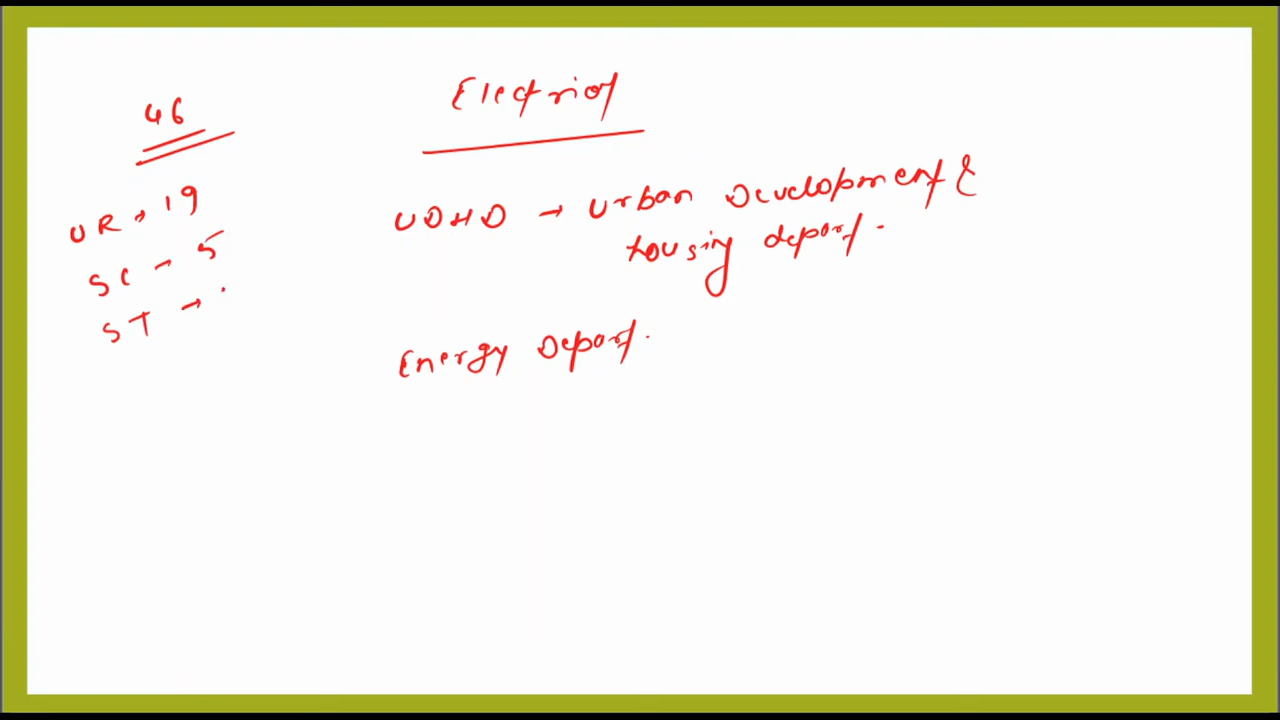 46
UR → 19
SC → 5
ST →
Electrical
UDHD → Urban Development &
Housing depart.
Energy Depart.